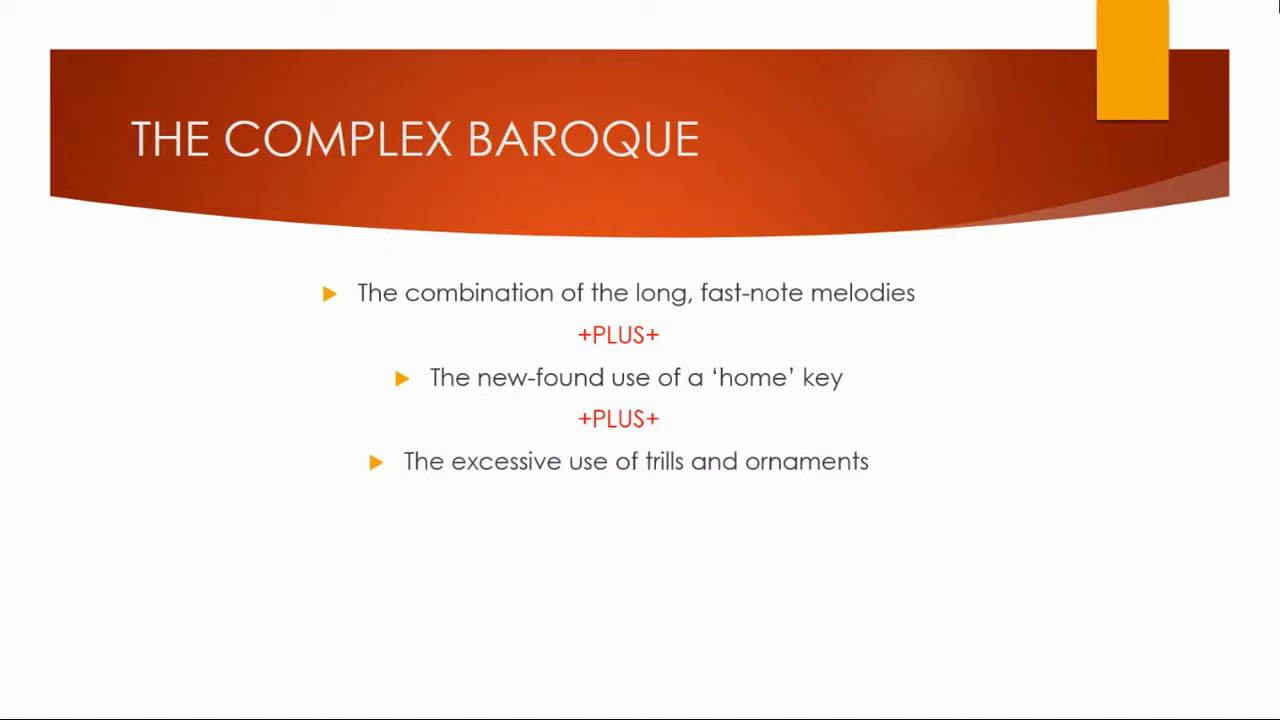 THE COMPLEX BAROQUE
The combination of the long, fast-note melodies
+PLUS+
The new-found use of a ‘home’ key
+PLUS+
The excessive use of trills and ornaments